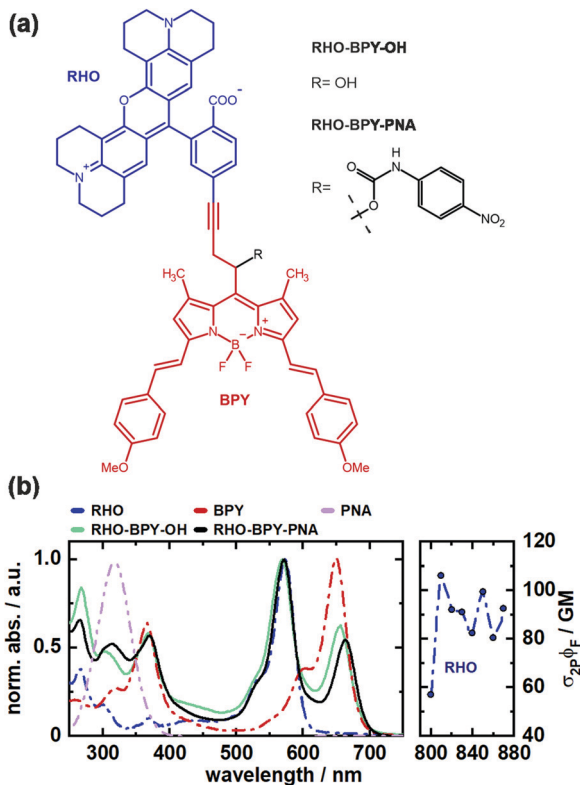 (a)
N
RHO
O
COO⁻
N⁺
RHO-BPY-OH
R= OH
RHO-BPY-PNA
R=
O
O
H
N
NO₂
R
CH₃
H₃C
N
N⁺
B⁻
F
F
BPY
MeO
OMe
(b)
RHO BPY PNA
RHO-BPY-OH RHO-BPY-PNA
norm. abs. / a.u.
1.0
0.5
0
300 400 500 600 700
wavelength / nm
RHO
800 840 880
120
100
80
60
40
σ₂PϕF / GM